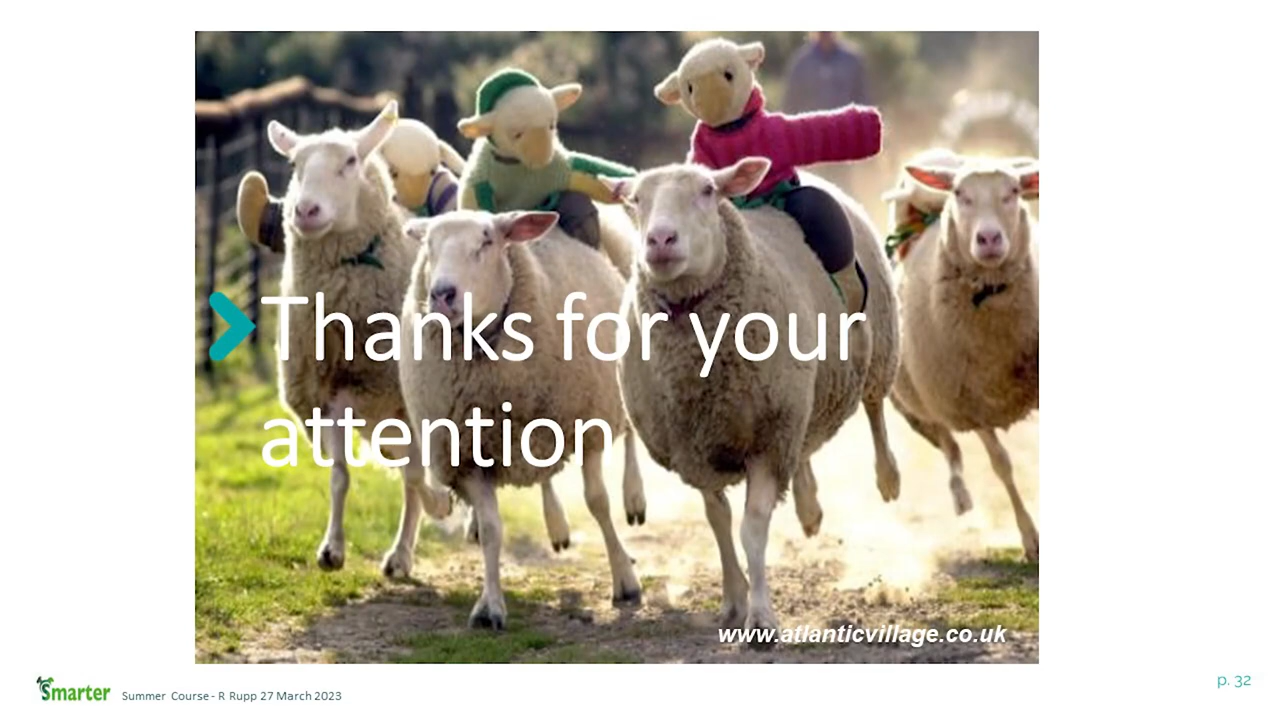 Thanks for your
attention
www.atlanticvillage.co.uk
Smarter
Summer Course - R Rupp 27 March 2023
p. 32